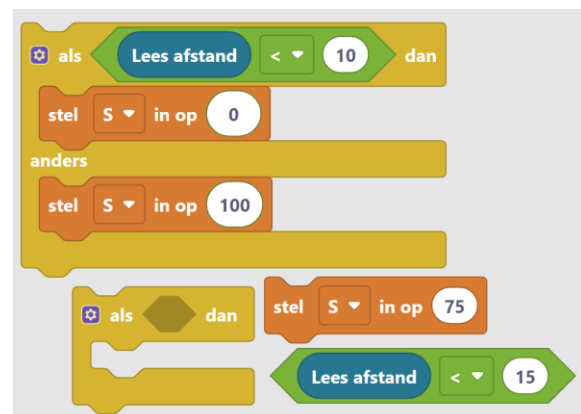 als Lees afstand < 10 dan
stel S in op 0
anders
stel S in op 100
als dan
stel S in op 75
Lees afstand < 15